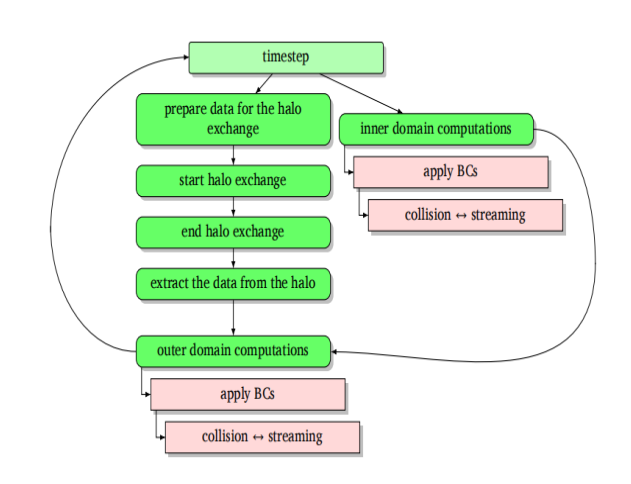 timestep
prepare data for the halo
exchange
inner domain computations
start halo exchange
apply BCs
collision ↔ streaming
end halo exchange
extract the data from the halo
outer domain computations
apply BCs
collision ↔ streaming